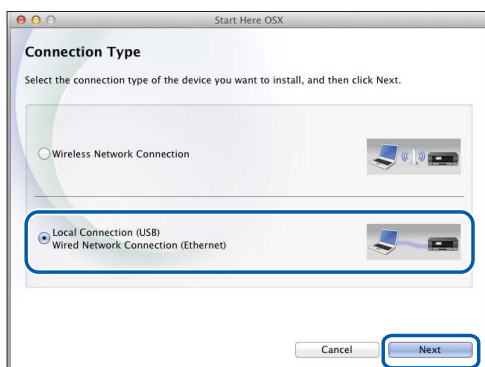 Start Here OSX
Connection Type
Select the connection type of the device you want to install, and then click Next.
Wireless Network Connection
Local Connection (USB)
Wired Network Connection (Ethernet)
Cancel
Next